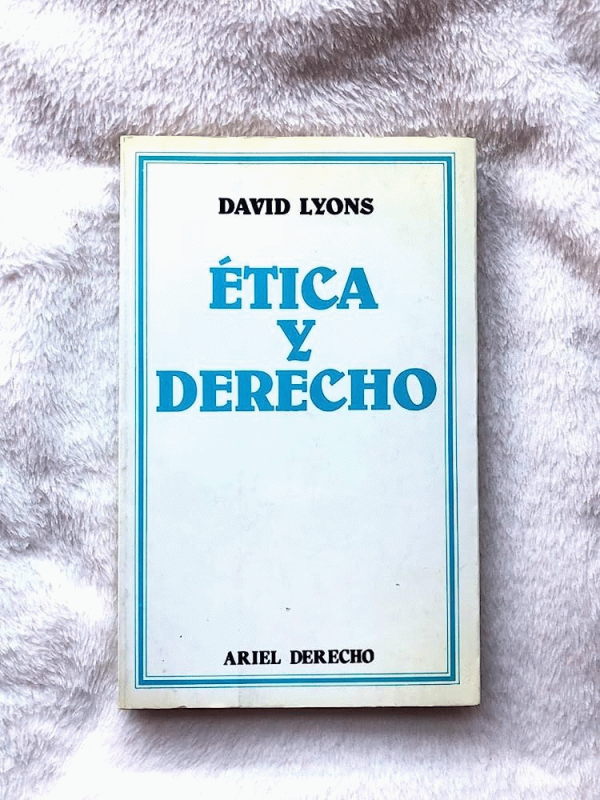 DAVID LYONS
ÉTICA
Y
DERECHO
ARIEL DERECHO